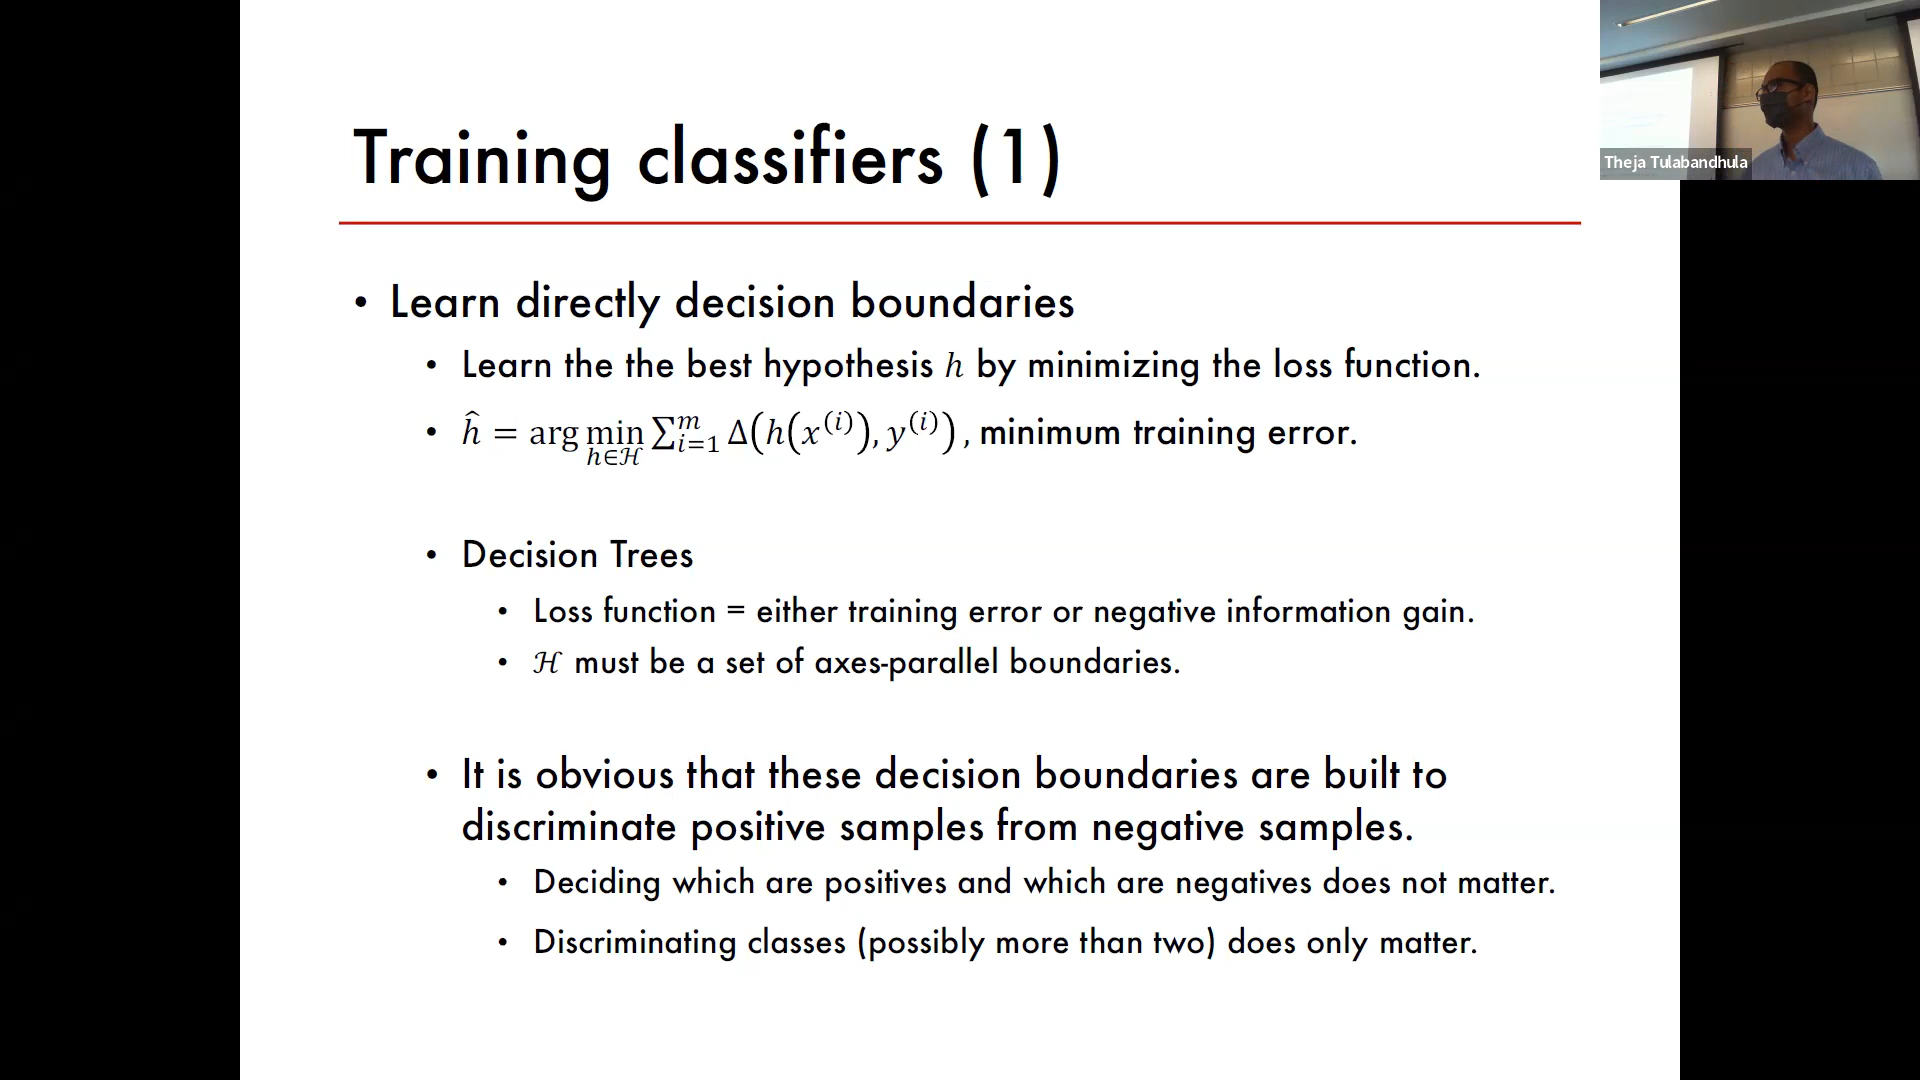 Training classifiers (1)
Theja Tulabandhula
• Learn directly decision boundaries
• Learn the the best hypothesis h by minimizing the loss function.
• ĥ = arg min_{h∈ℋ} ∑_{i=1}^{m} Δ(h(x^{(i)}), y^{(i)}), minimum training error.
• Decision Trees
• Loss function = either training error or negative information gain.
• ℋ must be a set of axes-parallel boundaries.
• It is obvious that these decision boundaries are built to
discriminate positive samples from negative samples.
• Deciding which are positives and which are negatives does not matter.
• Discriminating classes (possibly more than two) does only matter.